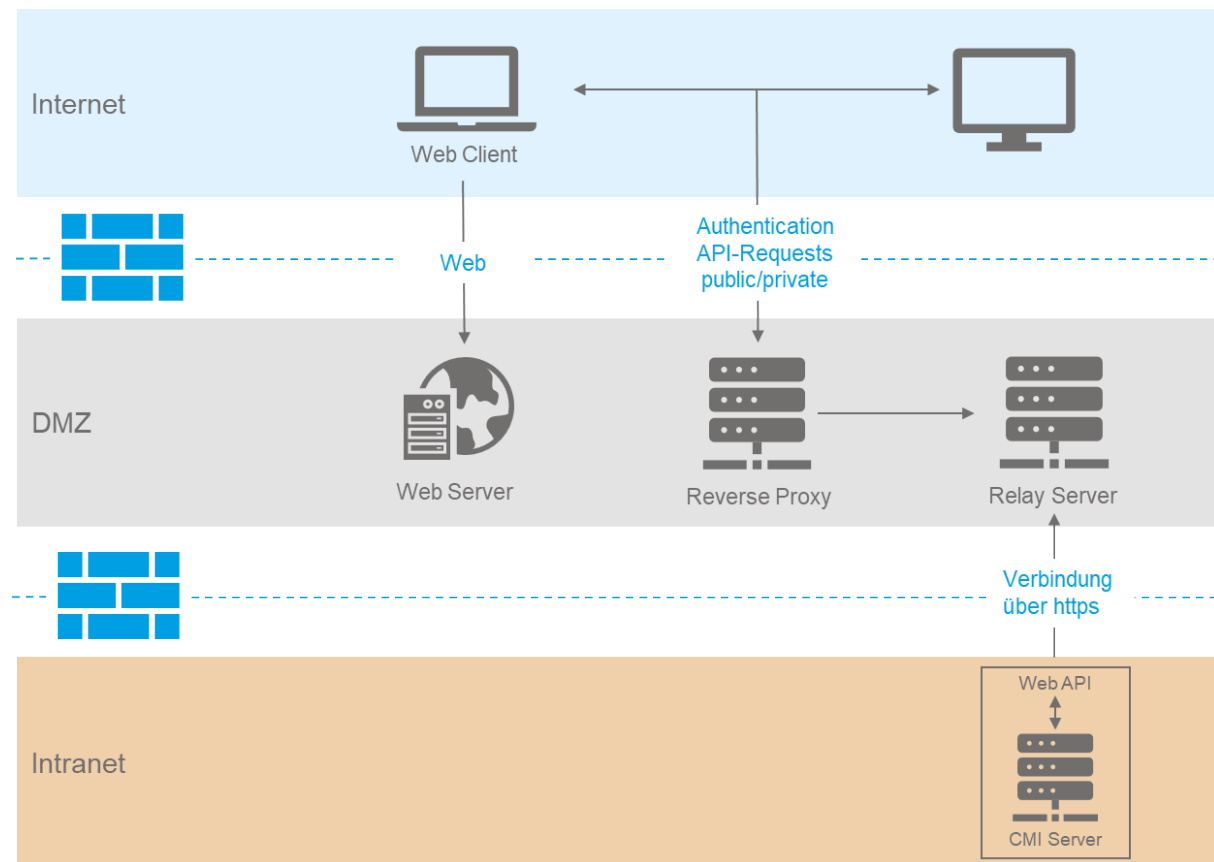 Internet
Web Client
Web
Authentication
API-Requests
public/private
DMZ
Web Server
Reverse Proxy
Relay Server
Verbindung
über https
Intranet
Web API
CMI Server